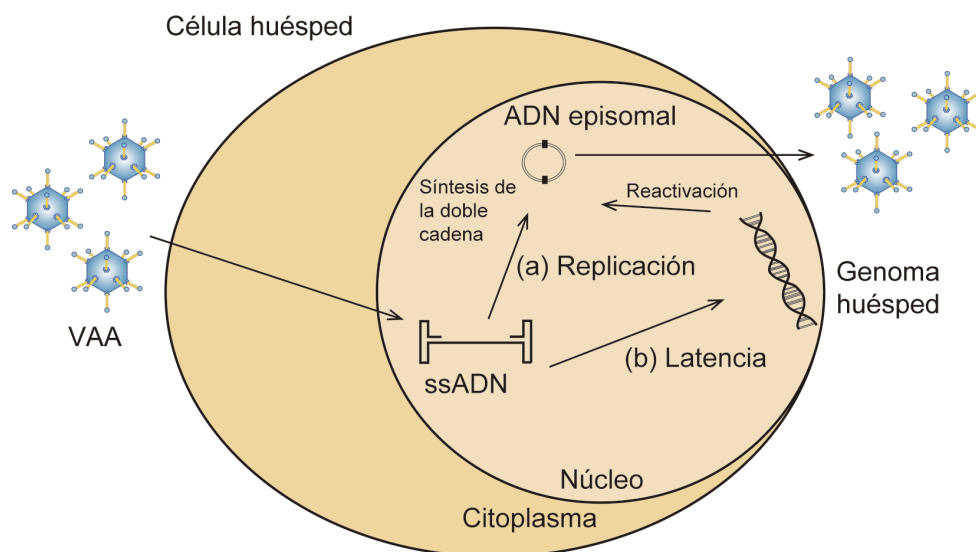 Célula huésped
ADN episomal
Síntesis de
la doble
cadena
Reactivación
(a) Replicación
Genoma
huésped
VAA
(b) Latencia
ssADN
Núcleo
Citoplasma